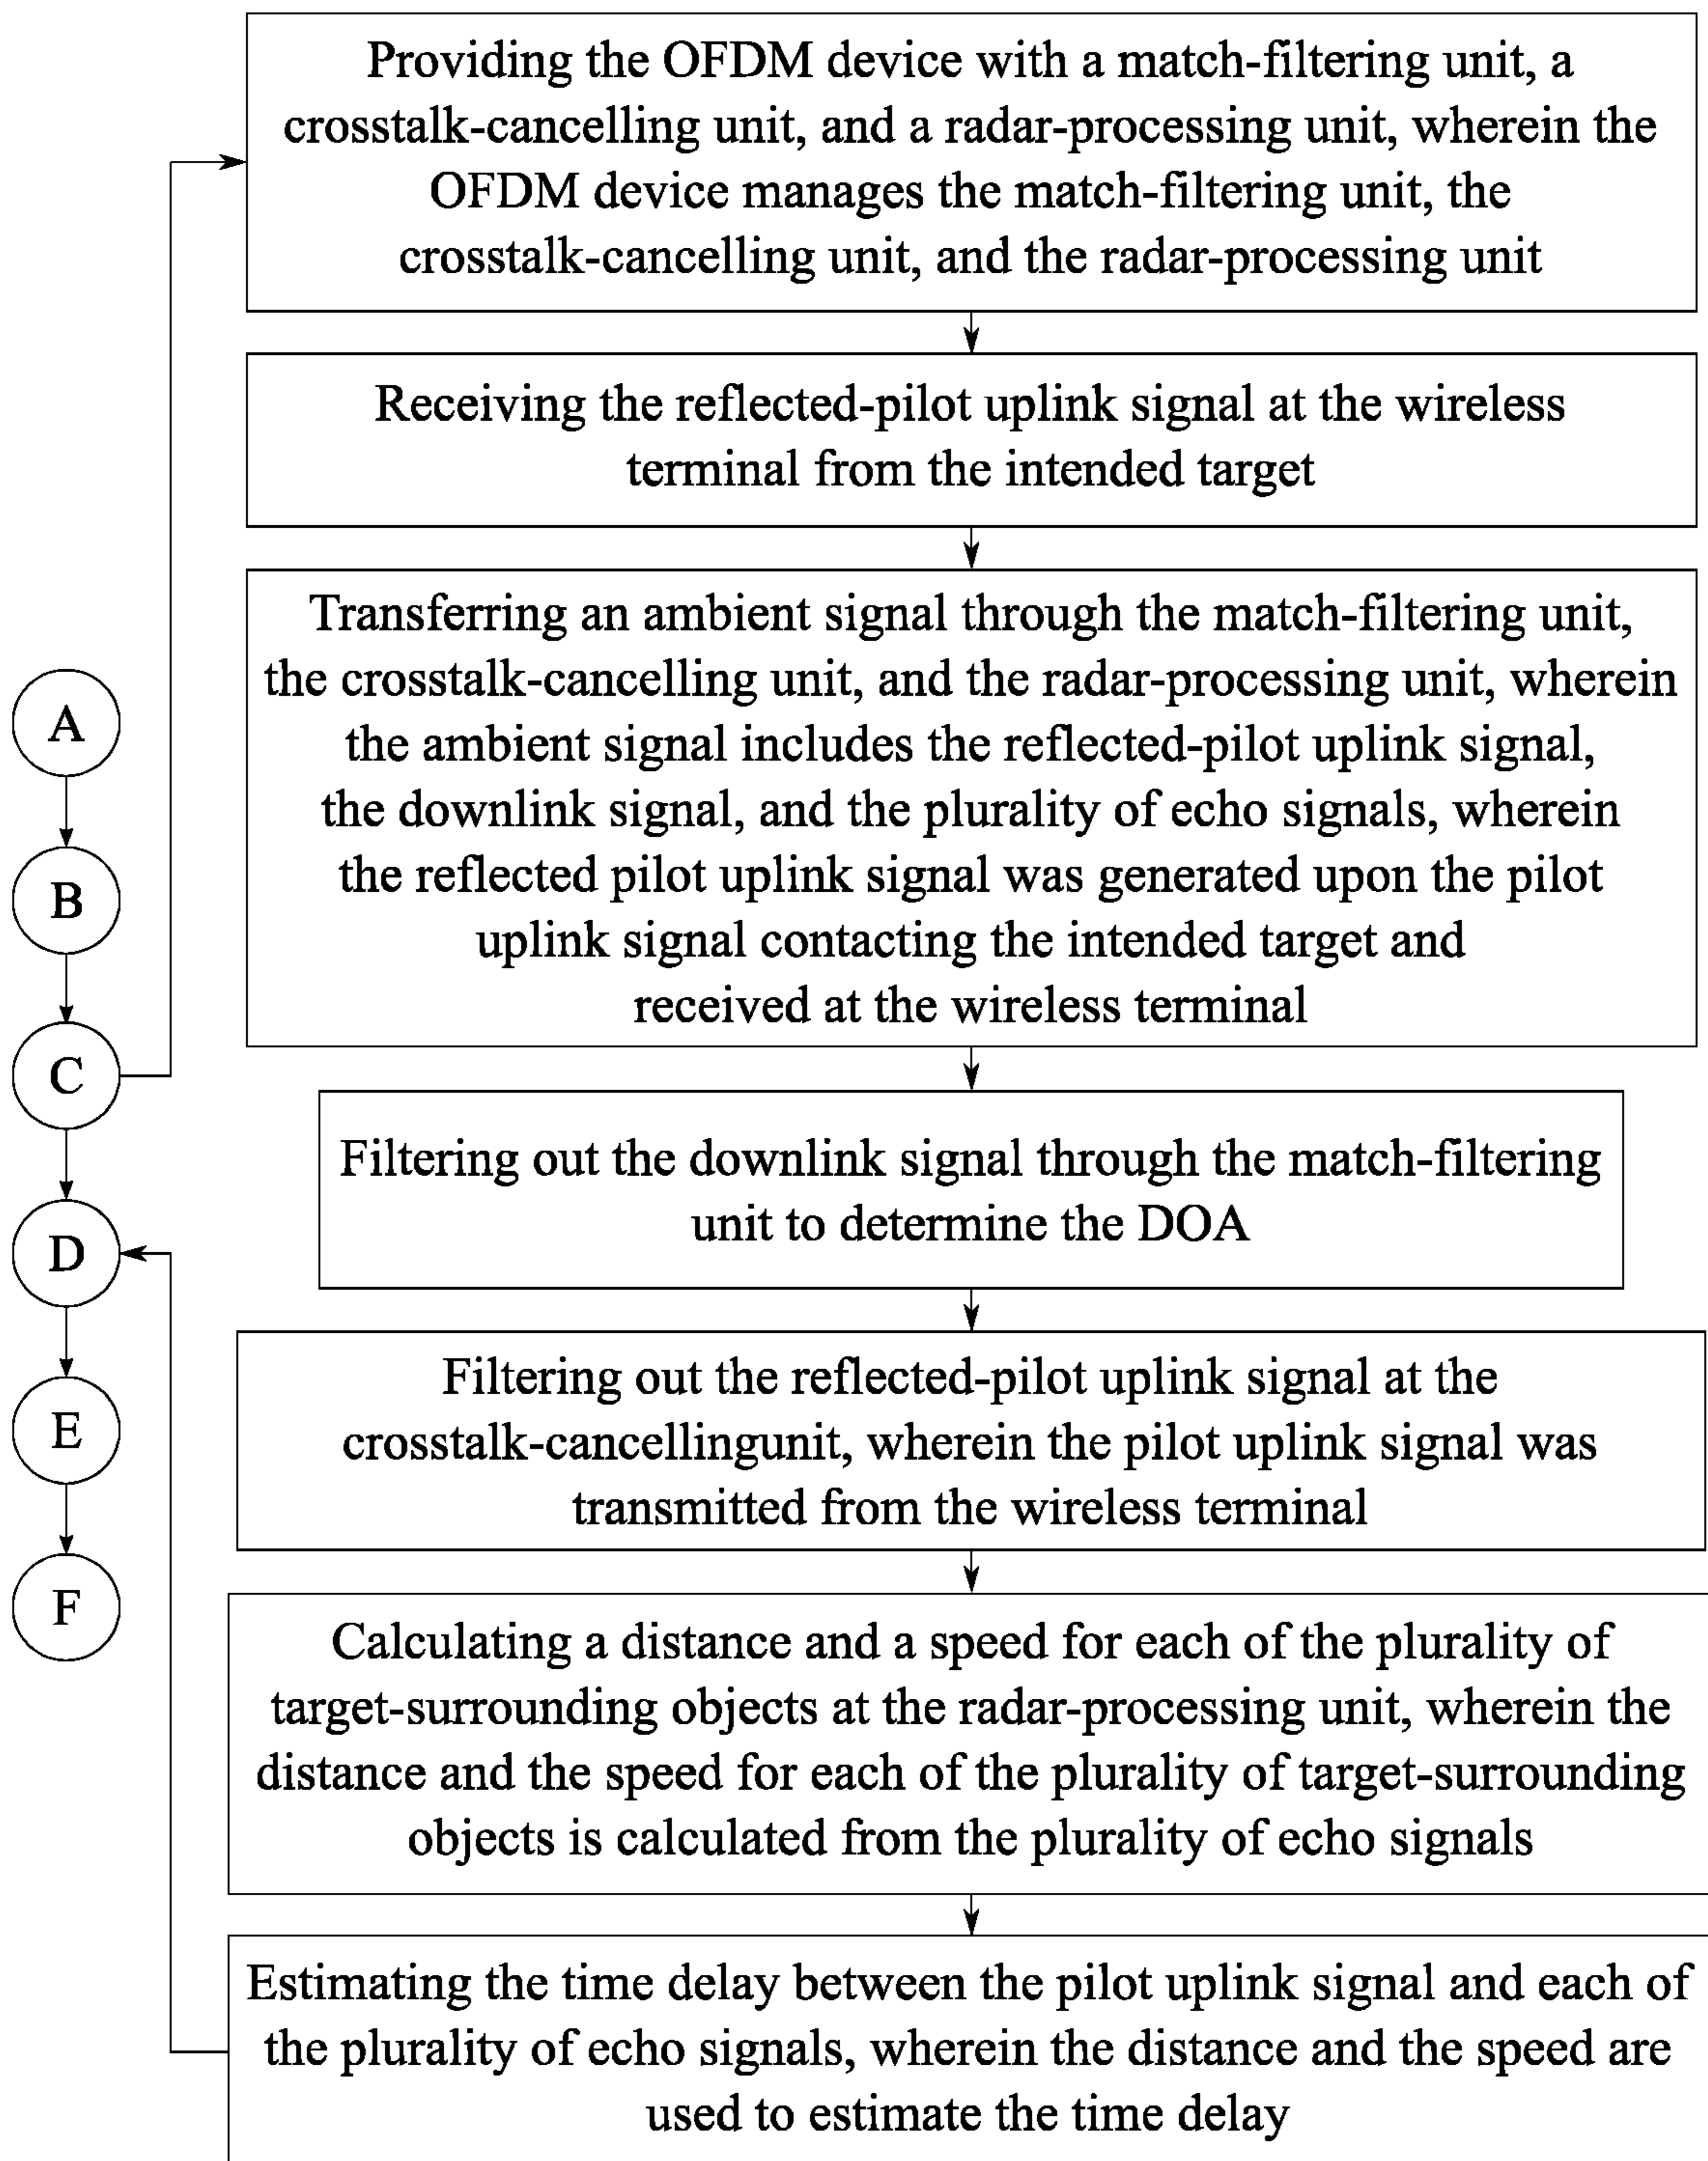 Providing the OFDM device with a match-filtering unit, a
crosstalk-cancelling unit, and a radar-processing unit, wherein the
OFDM device manages the match-filtering unit, the
crosstalk-cancelling unit, and the radar-processing unit
Receiving the reflected-pilot uplink signal at the wireless
terminal from the intended target
Transferring an ambient signal through the match-filtering unit,
the crosstalk-cancelling unit, and the radar-processing unit, wherein
the ambient signal includes the reflected-pilot uplink signal,
the downlink signal, and the plurality of echo signals, wherein
the reflected pilot uplink signal was generated upon the pilot
uplink signal contacting the intended target and
received at the wireless terminal
Filtering out the downlink signal through the match-filtering
unit to determine the DOA
Filtering out the reflected-pilot uplink signal at the
crosstalk-cancellingunit, wherein the pilot uplink signal was
transmitted from the wireless terminal
Calculating a distance and a speed for each of the plurality of
target-surrounding objects at the radar-processing unit, wherein the
distance and the speed for each of the plurality of target-surrounding
objects is calculated from the plurality of echo signals
Estimating the time delay between the pilot uplink signal and each of
the plurality of echo signals, wherein the distance and the speed are
used to estimate the time delay
A
B
C
D
E
F